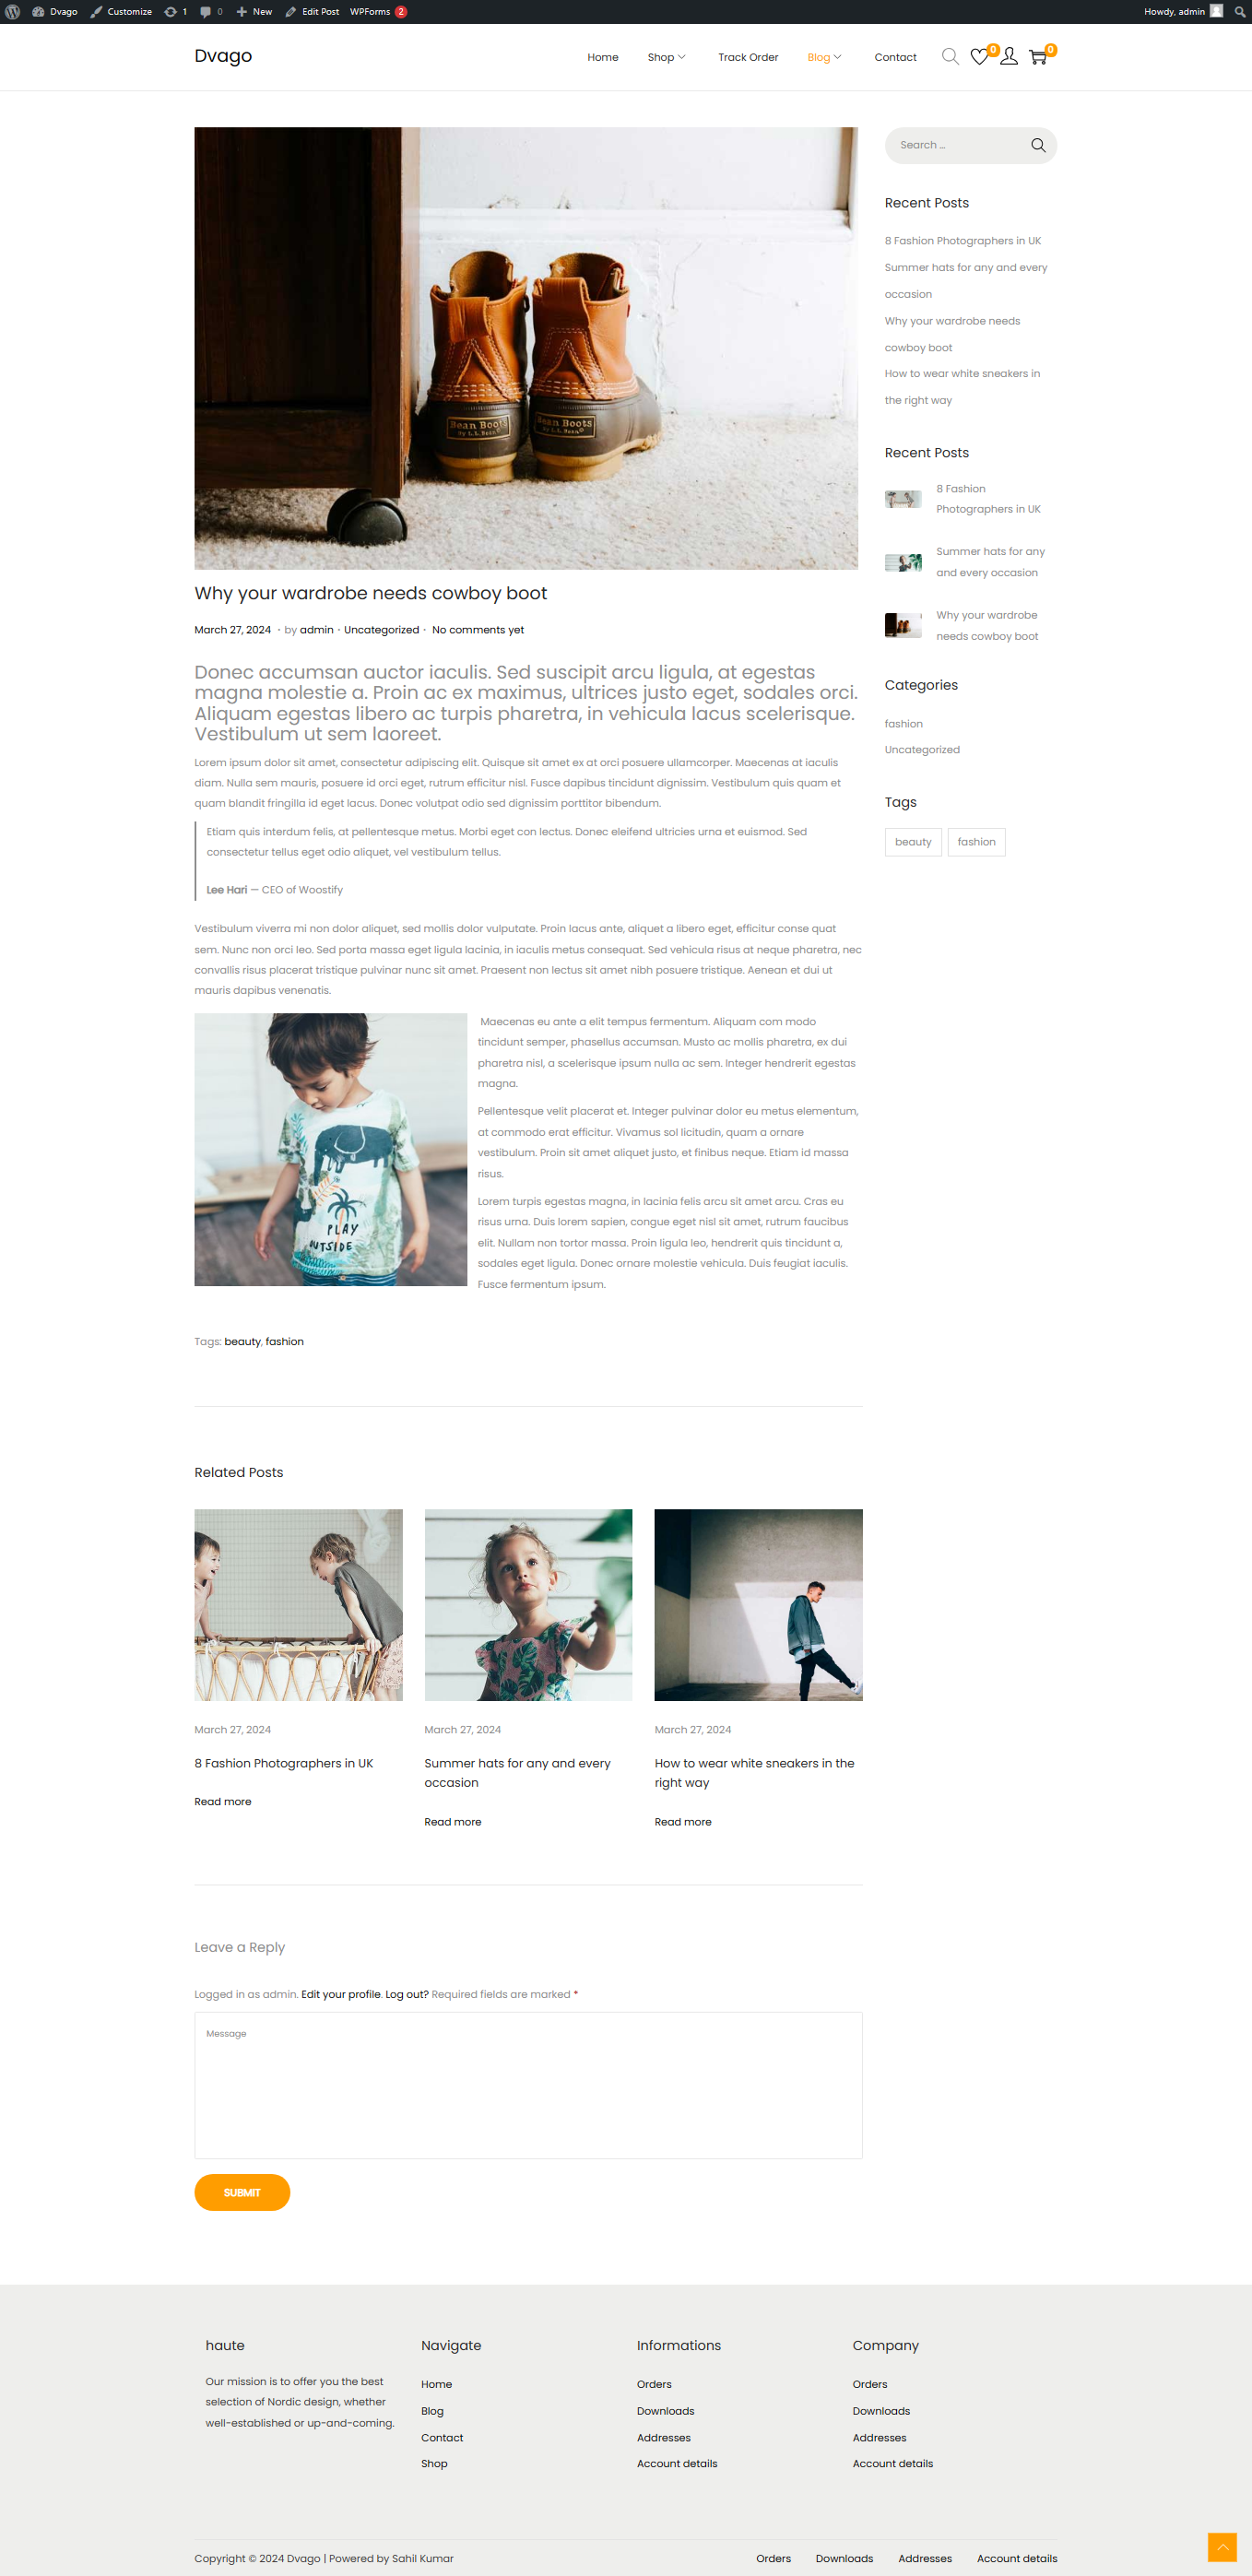 Dvago
Customize
1
0
New
Edit Post
WPForms 2
Howdy, admin
Dvago
Home
Shop
Track Order
Blog
Contact
0
0
Bean Boots
By L.L. Bean
Bean Boots
By L.L. Bean
Why your wardrobe needs cowboy boot
March 27, 2024 · by admin · Uncategorized · No comments yet
Donec accumsan auctor iaculis. Sed suscipit arcu ligula, at egestas
magna molestie a. Proin ac ex maximus, ultrices justo eget, sodales orci.
Aliquam egestas libero ac turpis pharetra, in vehicula lacus scelerisque.
Vestibulum ut sem laoreet.
Lorem ipsum dolor sit amet, consectetur adipiscing elit. Quisque sit amet ex at orci posuere ullamcorper. Maecenas at iaculis
diam. Nulla sem mauris, posuere id orci eget, rutrum efficitur nisl. Fusce dapibus tincidunt dignissim. Vestibulum quis quam et
quam blandit fringilla id eget lacus. Donec volutpat odio sed dignissim porttitor bibendum.
Etiam quis interdum felis, at pellentesque metus. Morbi eget con lectus. Donec eleifend ultricies urna et euismod. Sed
consectetur tellus eget odio aliquet, vel vestibulum tellus.
Lee Hari — CEO of Woostify
Vestibulum viverra mi non dolor aliquet, sed mollis dolor vulputate. Proin lacus ante, aliquet a libero eget, efficitur conse quat
sem. Nunc non orci leo. Sed porta massa eget ligula lacinia, in iaculis metus consequat. Sed vehicula risus at neque pharetra, nec
convallis risus placerat tristique pulvinar nunc sit amet. Praesent non lectus sit amet nibh posuere tristique. Aenean et dui ut
mauris dapibus venenatis.
PLAY
OUTSIDE
Maecenas eu ante a elit tempus fermentum. Aliquam com modo
tincidunt semper, phasellus accumsan. Musto ac mollis pharetra, ex dui
pharetra nisl, a scelerisque ipsum nulla ac sem. Integer hendrerit egestas
magna.
Pellentesque velit placerat et. Integer pulvinar dolor eu metus elementum,
at commodo erat efficitur. Vivamus sol licitudin, quam a ornare
vestibulum. Proin sit amet aliquet justo, et finibus neque. Etiam id massa
risus.
Lorem turpis egestas magna, in lacinia felis arcu sit amet arcu. Cras eu
risus urna. Duis lorem sapien, congue eget nisl sit amet, rutrum faucibus
elit. Nullam non tortor massa. Proin ligula leo, hendrerit quis tincidunt a,
sodales eget ligula. Donec ornare molestie vehicula. Duis feugiat iaculis.
Fusce fermentum ipsum.
Tags: beauty, fashion
Search …
Recent Posts
8 Fashion Photographers in UK
Summer hats for any and every
occasion
Why your wardrobe needs
cowboy boot
How to wear white sneakers in
the right way
Recent Posts
8 Fashion
Photographers in UK
Summer hats for any
and every occasion
Why your wardrobe
needs cowboy boot
Categories
fashion
Uncategorized
Tags
beauty
fashion
Related Posts
March 27, 2024
8 Fashion Photographers in UK
Read more
March 27, 2024
Summer hats for any and every
occasion
Read more
March 27, 2024
How to wear white sneakers in the
right way
Read more
Leave a Reply
Logged in as admin. Edit your profile. Log out? Required fields are marked *
Message
SUBMIT
haute
Our mission is to offer you the best
selection of Nordic design, whether
well-established or up-and-coming.
Navigate
Home
Blog
Contact
Shop
Informations
Orders
Downloads
Addresses
Account details
Company
Orders
Downloads
Addresses
Account details
Copyright © 2024 Dvago | Powered by Sahil Kumar
Orders
Downloads
Addresses
Account details